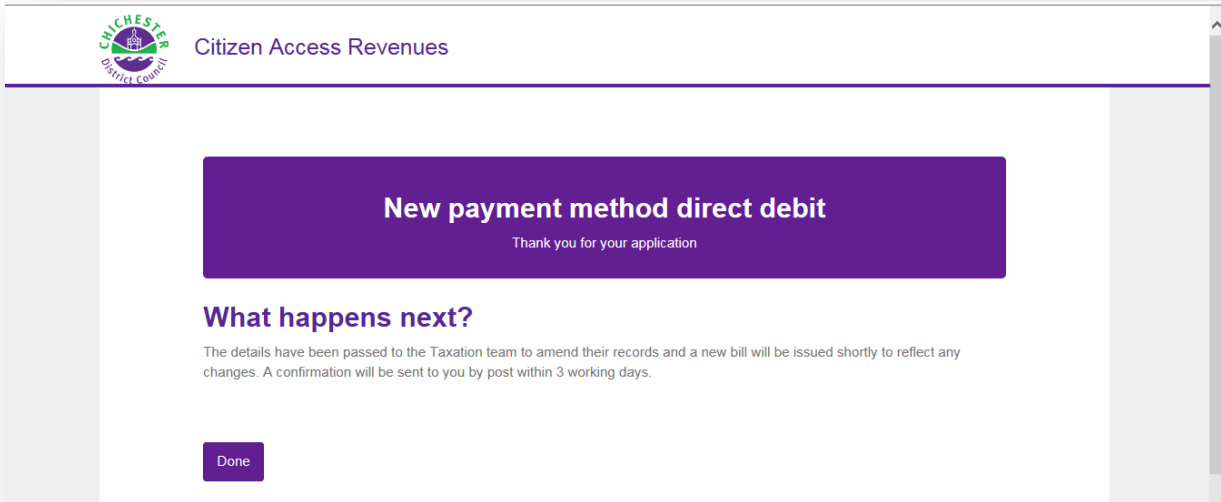 CHICHESTER
District Council
Citizen Access Revenues
New payment method direct debit
Thank you for your application
What happens next?
The details have been passed to the Taxation team to amend their records and a new bill will be issued shortly to reflect any
changes. A confirmation will be sent to you by post within 3 working days.
Done